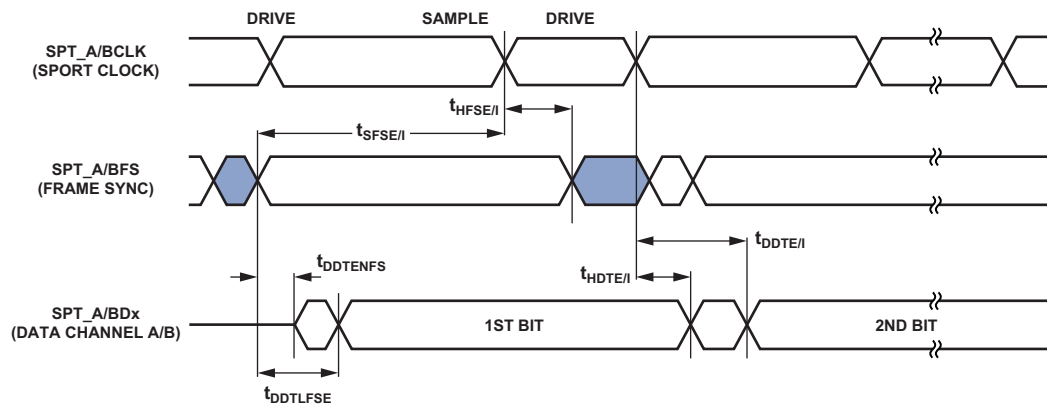 DRIVE SAMPLE DRIVE
SPT_A/BCLK
(SPORT CLOCK)
tHFSE/I
tSFSE/I
SPT_A/BFS
(FRAME SYNC)
tDDTE/I
tDDTENFS
tHDTE/I
SPT_A/BDx
(DATA CHANNEL A/B)
1ST BIT 2ND BIT
tDDTLFSE